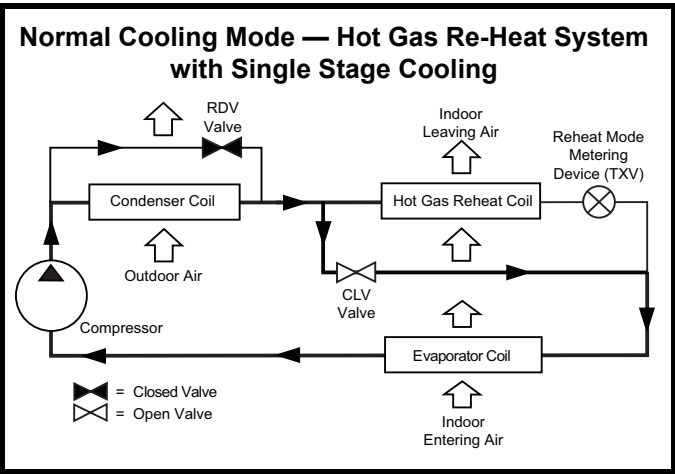 Normal Cooling Mode — Hot Gas Re-Heat System
with Single Stage Cooling
RDV
Valve
Indoor
Leaving Air
Reheat Mode
Metering
Device (TXV)
Condenser Coil
Hot Gas Reheat Coil
Outdoor Air
CLV
Valve
Compressor
Evaporator Coil
= Closed Valve
= Open Valve
Indoor
Entering Air